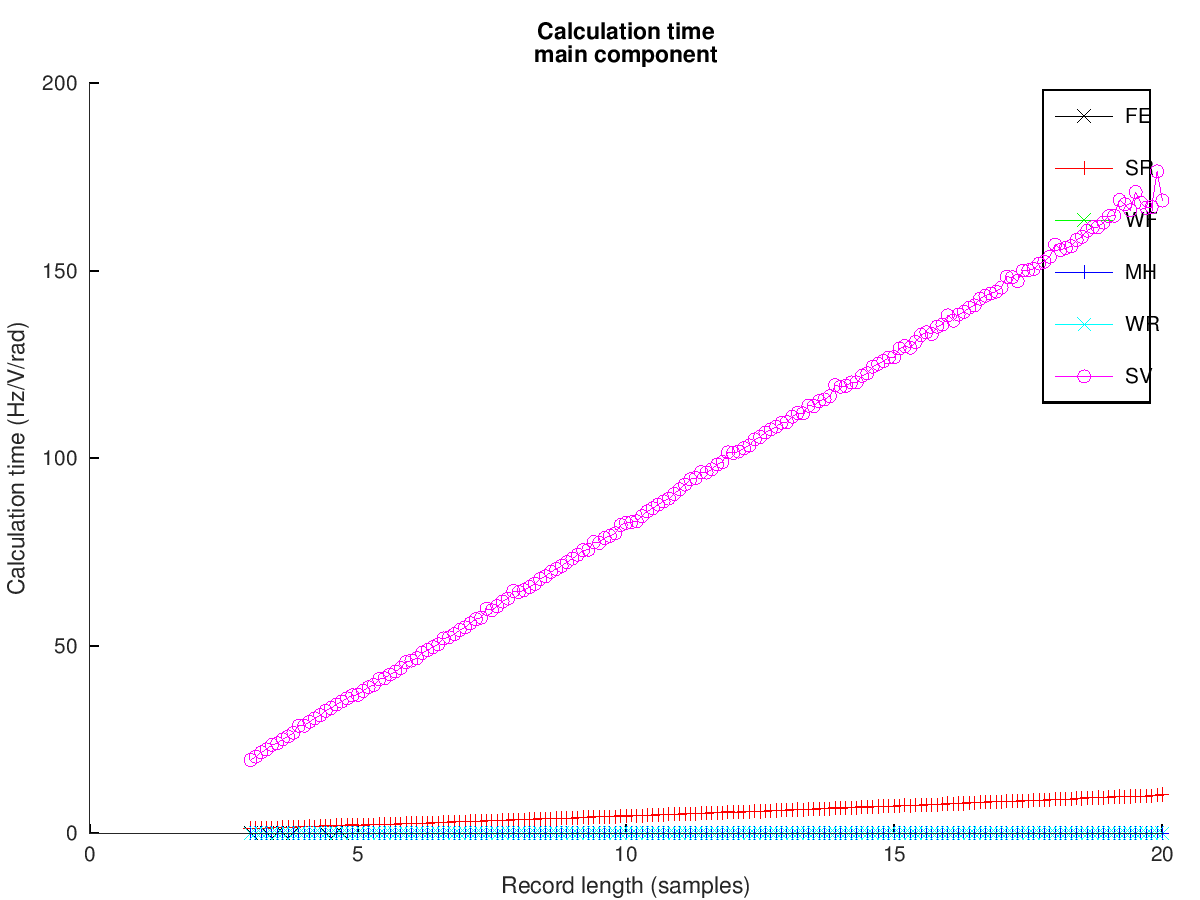 Calculation time
main component
200
150
100
50
0
Calculation time (Hz/V/rad)
0
5
10
15
20
Record length (samples)
FE
WF
MH
WR
SV